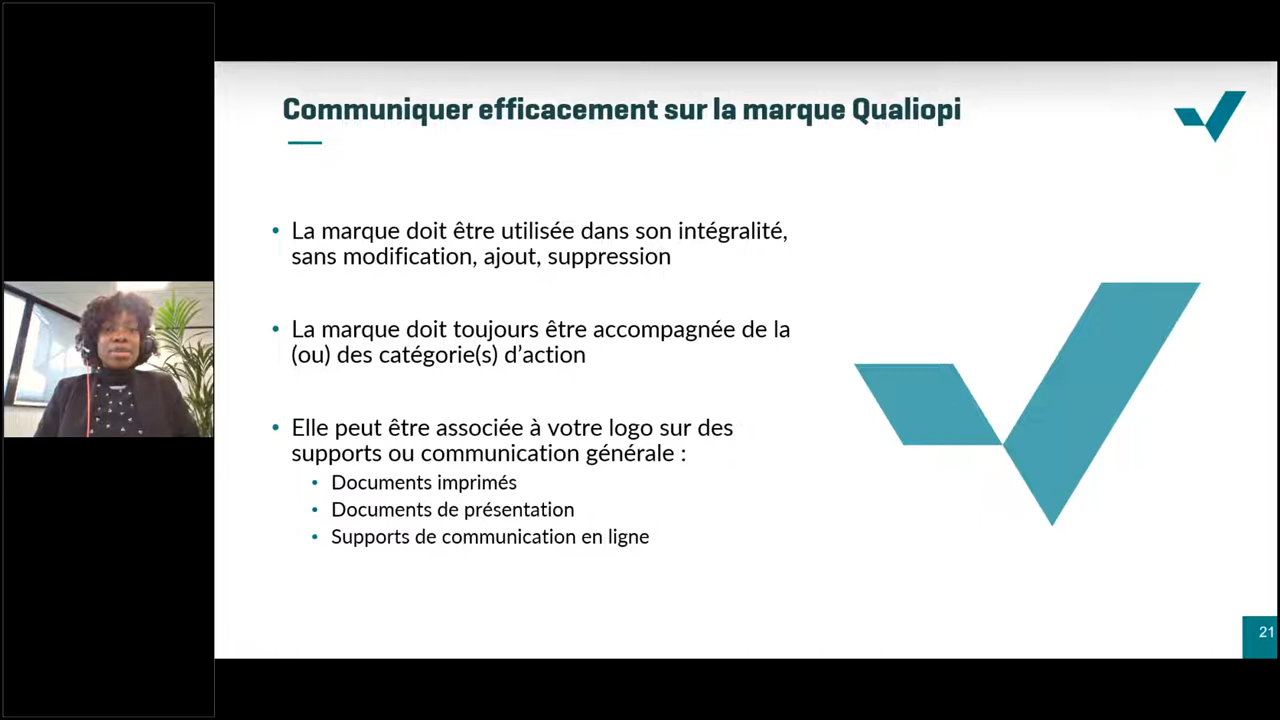 Communiquer efficacement sur la marque Qualiopi
• La marque doit être utilisée dans son intégralité,
sans modification, ajout, suppression
• La marque doit toujours être accompagnée de la
(ou) des catégorie(s) d’action
• Elle peut être associée à votre logo sur des
supports ou communication générale :
• Documents imprimés
• Documents de présentation
• Supports de communication en ligne
21